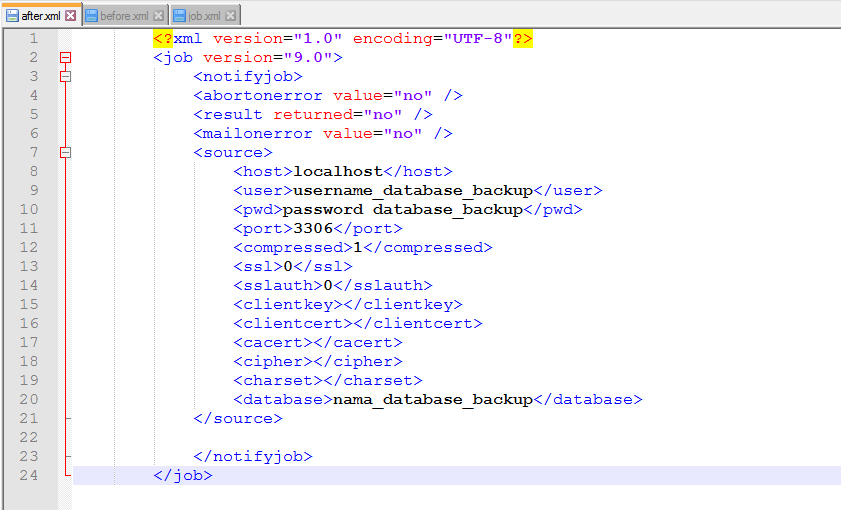 after.xml before.xml job.xml
1 <?xml version="1.0" encoding="UTF-8"?>
2 <job version="9.0">
3 <notifyjob>
4 <abortonerror value="no" />
5 <result returned="no" />
6 <mailonerror value="no" />
7 <source>
8 <host>localhost</host>
9 <user>username_database_backup</user>
10 <pwd>password database_backup</pwd>
11 <port>3306</port>
12 <compressed>1</compressed>
13 <ssl>0</ssl>
14 <sslauth>0</sslauth>
15 <clientkey></clientkey>
16 <clientcert></clientcert>
17 <cacert></cacert>
18 <cipher></cipher>
19 <charset></charset>
20 <database>nama_database_backup</database>
21 </source>
22
23 </notifyjob>
24 </job>